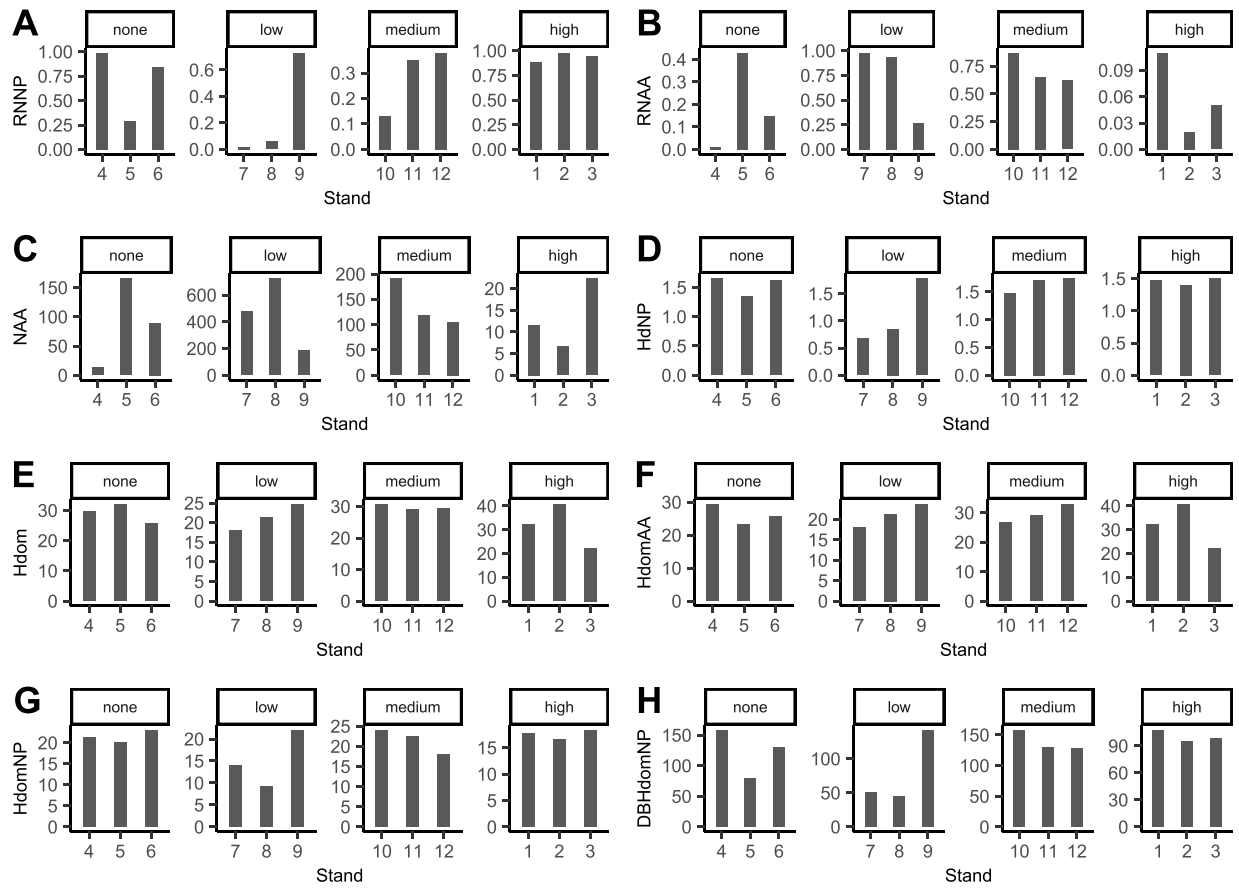 A none low medium high
RNNP
1.00 0.75 0.50 0.25 0.00
0.6 0.4 0.2 0.0
0.3 0.2 0.1 0.0
1.00 0.75 0.50 0.25 0.00
4 5 6 7 8 9 10 11 12 1 2 3
Stand
B none low medium high
RNAA
0.4 0.3 0.2 0.1 0.0
1.00 0.75 0.50 0.25 0.00
0.75 0.50 0.25 0.00
0.09 0.06 0.03 0.00
4 5 6 7 8 9 10 11 12 1 2 3
Stand
C none low medium high
NAA
150 100 50 0
600 400 200 0
200 150 100 50 0
20 15 10 5 0
4 5 6 7 8 9 10 11 12 1 2 3
Stand
D none low medium high
HdNP
1.5 1.0 0.5 0.0
1.5 1.0 0.5 0.0
1.5 1.0 0.5 0.0
1.5 1.0 0.5 0.0
4 5 6 7 8 9 10 11 12 1 2 3
Stand
E none low medium high
Hdom
30 20 10 0
25 20 15 10 5 0
30 20 10 0
40 30 20 10 0
4 5 6 7 8 9 10 11 12 1 2 3
Stand
F none low medium high
HdomAA
30 20 10 0
20 15 10 5 0
30 20 10 0
40 30 20 10 0
4 5 6 7 8 9 10 11 12 1 2 3
Stand
G none low medium high
HdomNP
20 15 10 5 0
20 15 10 5 0
25 20 15 10 5 0
15 10 5 0
4 5 6 7 8 9 10 11 12 1 2 3
Stand
H none low medium high
DBHdomNP
150 100 50 0
100 50 0
150 100 50 0
90 60 30 0
4 5 6 7 8 9 10 11 12 1 2 3
Stand